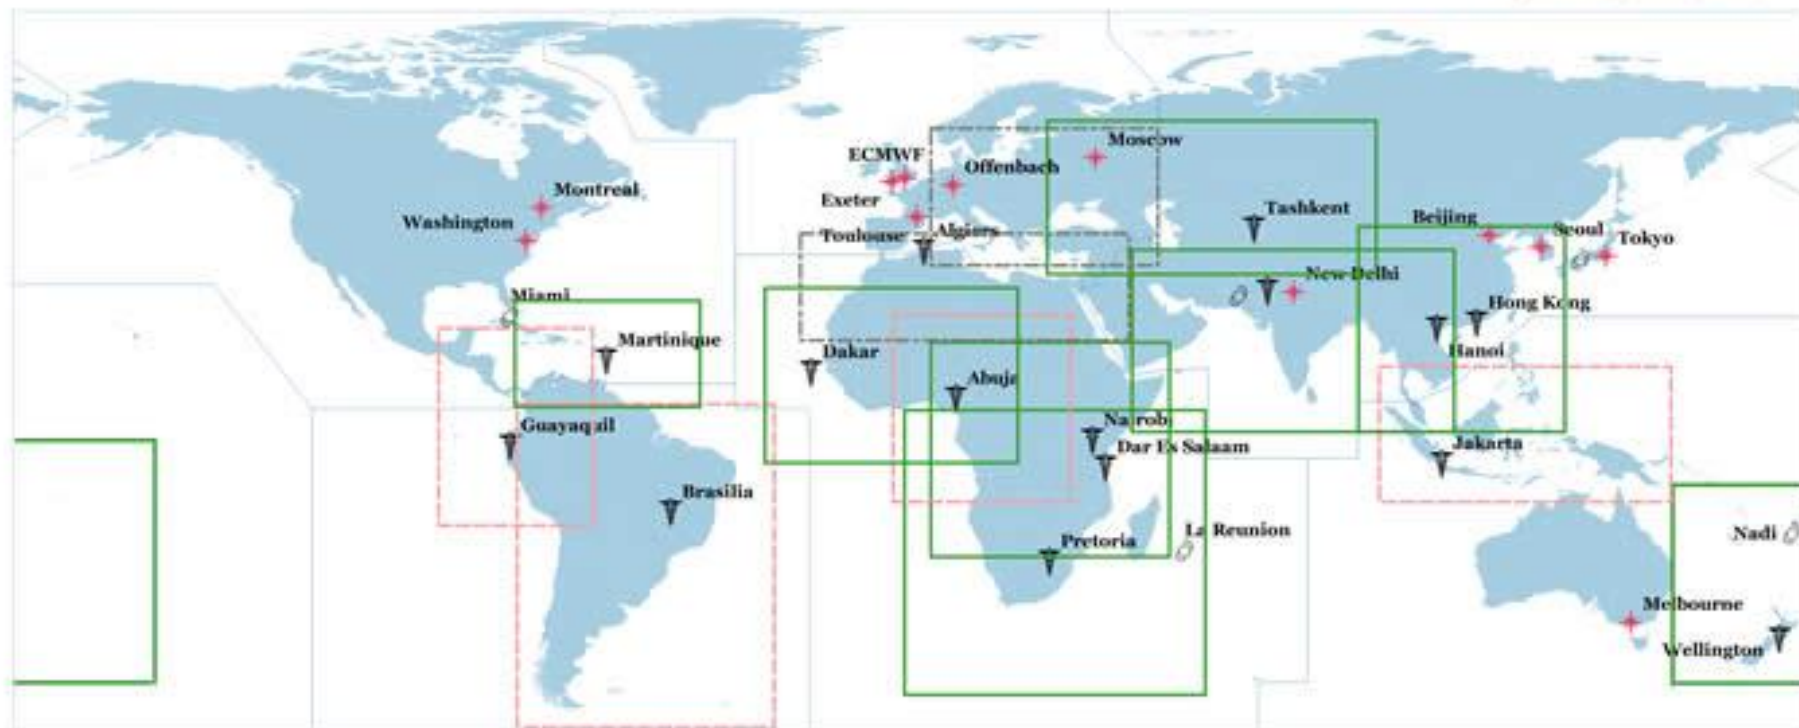 Moscow
ECMWF
Offenbach
Montreal
Exeter
Washington
Tashkent
Beijing
Seoul
Tokyo
Toulouse
Algiers
New Delhi
Miami
Hong Kong
Martinique
Dakar
Hanoi
Abuja
Guayaquil
Nairobi
Jakarta
Dar Es Salaam
Brasilia
La Reunion
Nadi
Pretoria
Melbourne
Wellington